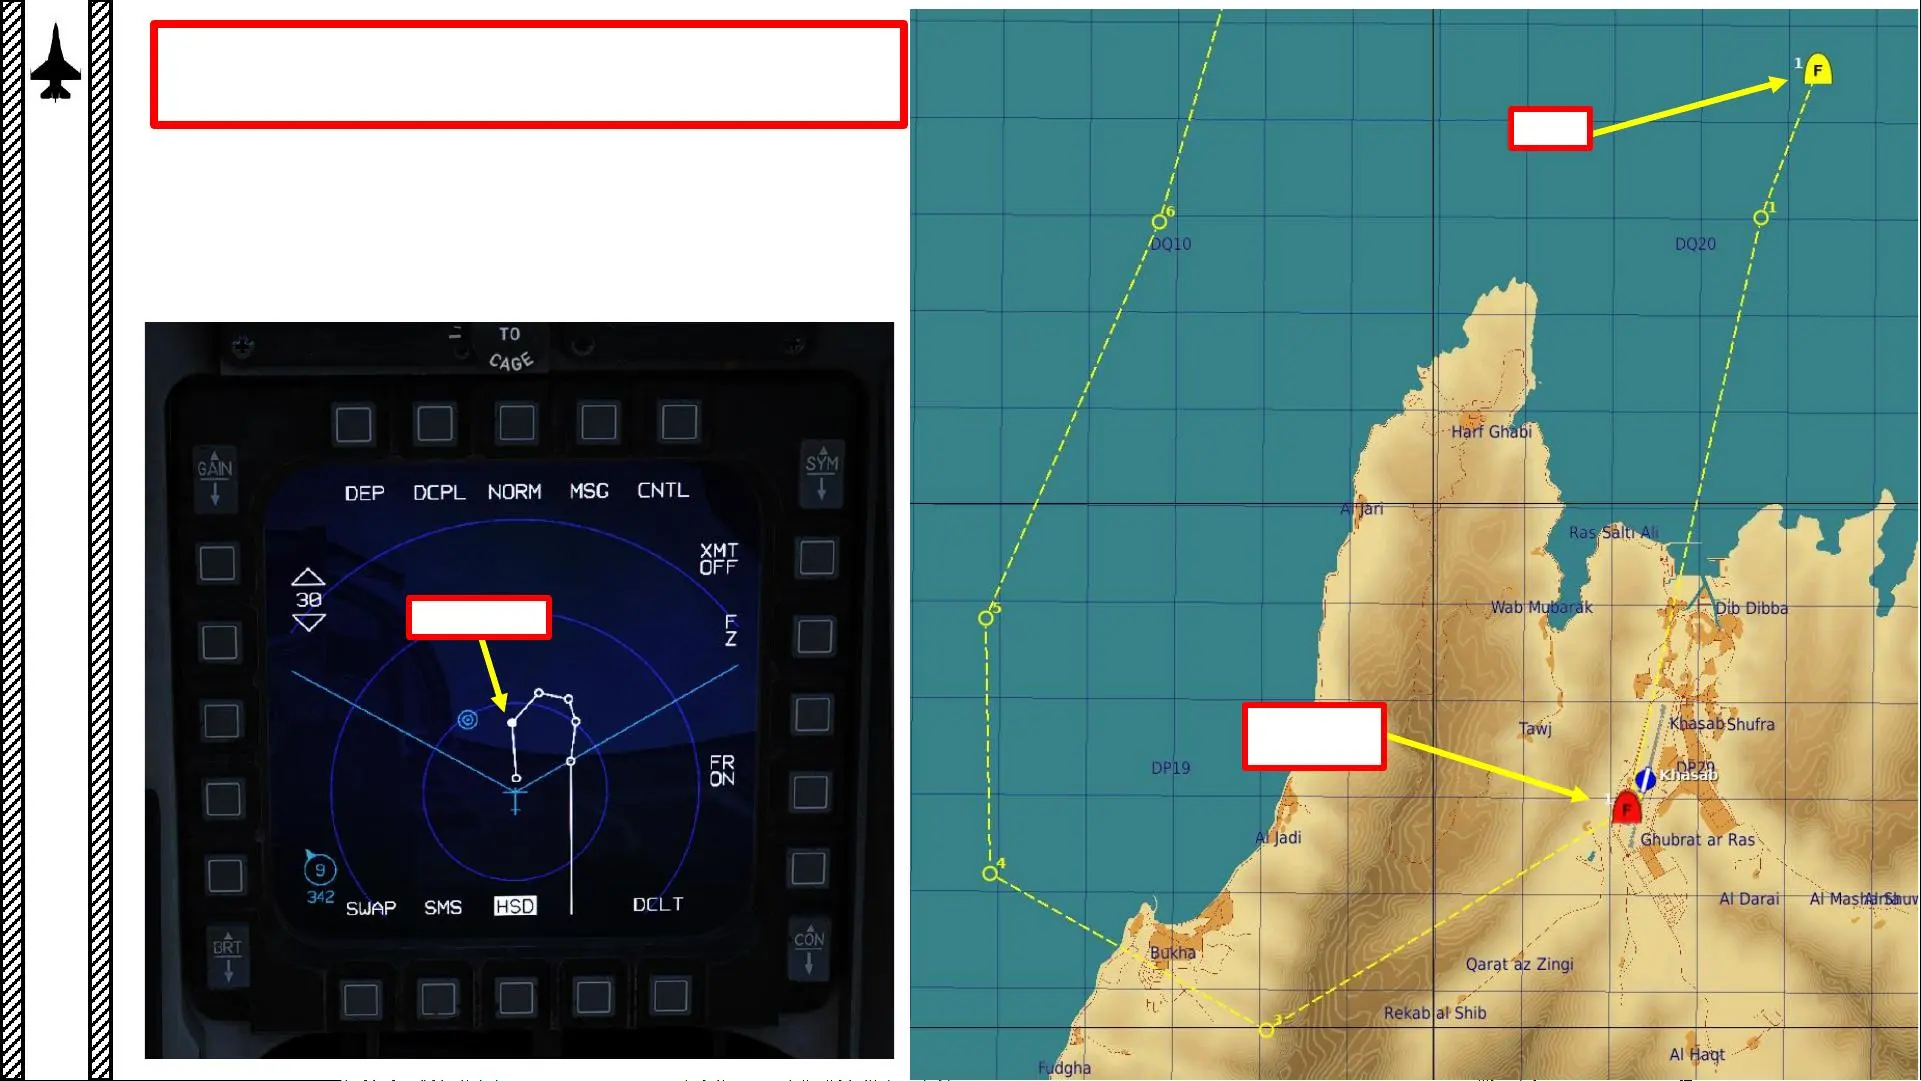 TO
CAGE
GAIN
SYM
DEP DCPL NORM MSG CNTL
XMT
OFF
30
F
Z
FR
ON
9
342
SWAP SMS HSD DCLT
BRT
CON
1 F
6
1
DQ10
DQ20
Harf Ghabi
Al Jari
Ras Salti Ali
5
Wab Mubarak
Dib Dibba
Tawj
Khasab Shufra
DP19
Khasab
F
Al Jadi
Ghubrat ar Ras
4
Al Darai
Bukha
Qarat az Zingi
Rekab al Shib
3
Al Haqt
Fudgha